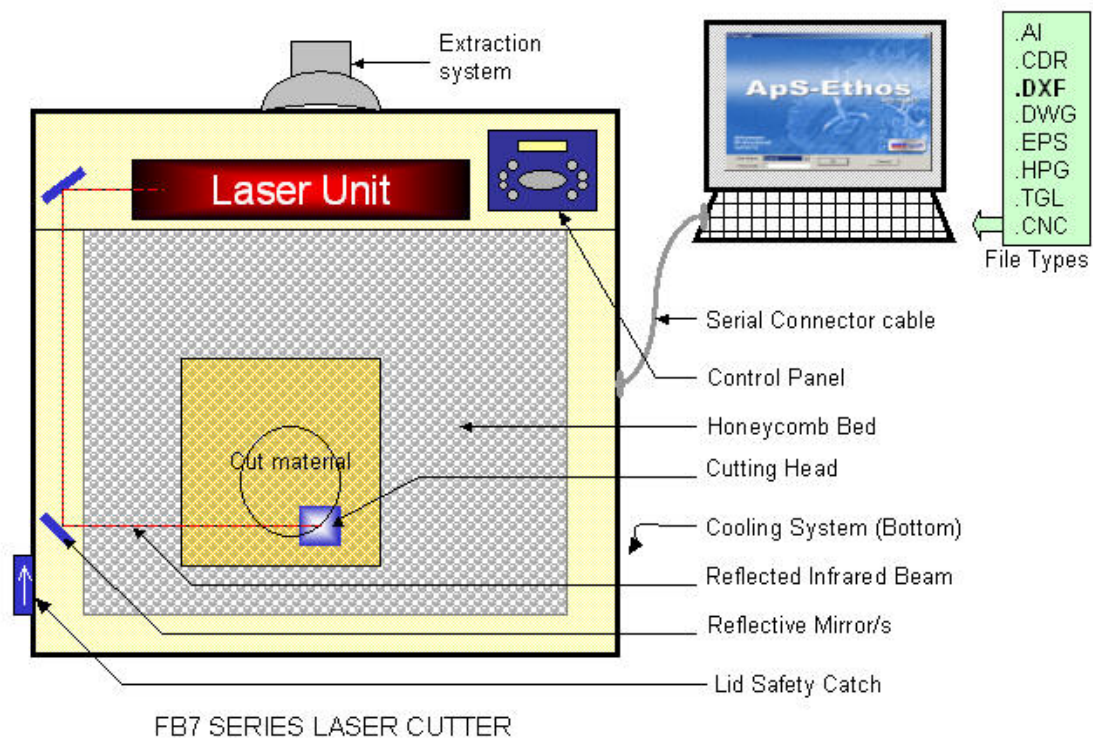 Extraction
system
.AI
.CDR
.DXF
.DWG
.EPS
.HPG
.TGL
.CNC
File Types
ApS-Ethos
Laser Unit
Serial Connector cable
Control Panel
Honeycomb Bed
Cut material
Cutting Head
Cooling System (Bottom)
Reflected Infrared Beam
Reflective Mirror/s
Lid Safety Catch
FB7 SERIES LASER CUTTER